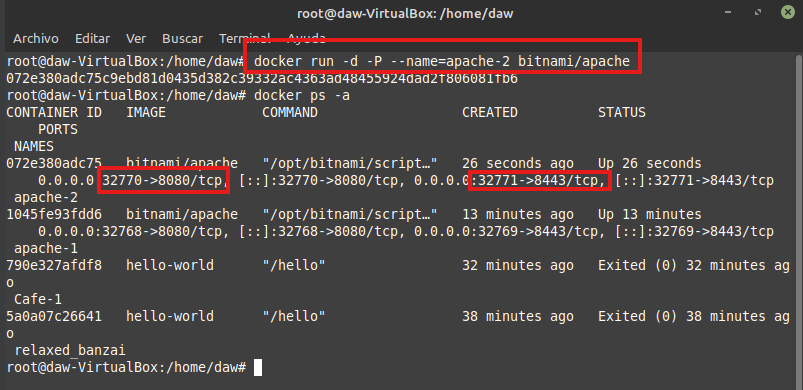 root@daw-VirtualBox: /home/daw
Archivo Editar Ver Buscar Terminal Ayuda
root@daw-VirtualBox:/home/daw# docker run -d -P --name=apache-2 bitnami/apache
072e380adc75c9ebd81d0435d382c39332ac4363ad48455924dad2f806081fb6
root@daw-VirtualBox:/home/daw# docker ps -a
CONTAINER ID   IMAGE            COMMAND                  CREATED          STATUS
    PORTS
 NAMES
072e380adc75   bitnami/apache   "/opt/bitnami/script…"   26 seconds ago   Up 26 seconds
    0.0.0.0:32770->8080/tcp, [::]:32770->8080/tcp, 0.0.0.0:32771->8443/tcp, [::]:32771->8443/tcp
 apache-2
1045fe93fdd6   bitnami/apache   "/opt/bitnami/script…"   13 minutes ago   Up 13 minutes
    0.0.0.0:32768->8080/tcp, [::]:32768->8080/tcp, 0.0.0.0:32769->8443/tcp, [::]:32769->8443/tcp
 apache-1
790e327afdf8   hello-world      "/hello"                 32 minutes ago   Exited (0) 32 minutes ag
o
 Cafe-1
5a0a07c26641   hello-world      "/hello"                 38 minutes ago   Exited (0) 38 minutes ag
o
 relaxed_banzai
root@daw-VirtualBox:/home/daw#